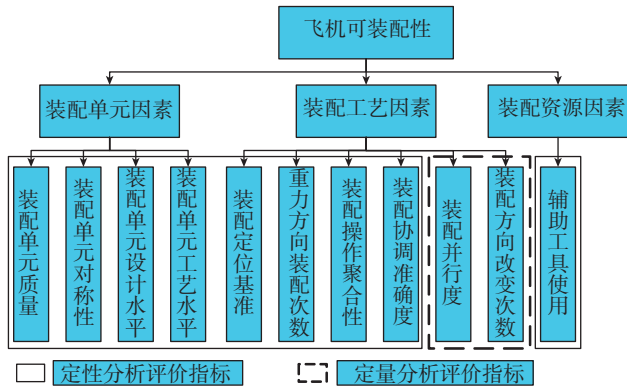 飞机可装配性
装配单元因素
装配工艺因素
装配资源因素
装配单元质量
装配单元对称性
装配单元设计水平
装配单元工艺水平
装配定位基准
重力方向装配次数
装配操作聚合性
装配协调准确度
装配并行度
装配方向改变次数
辅助工具使用
定性分析评价指标
定量分析评价指标